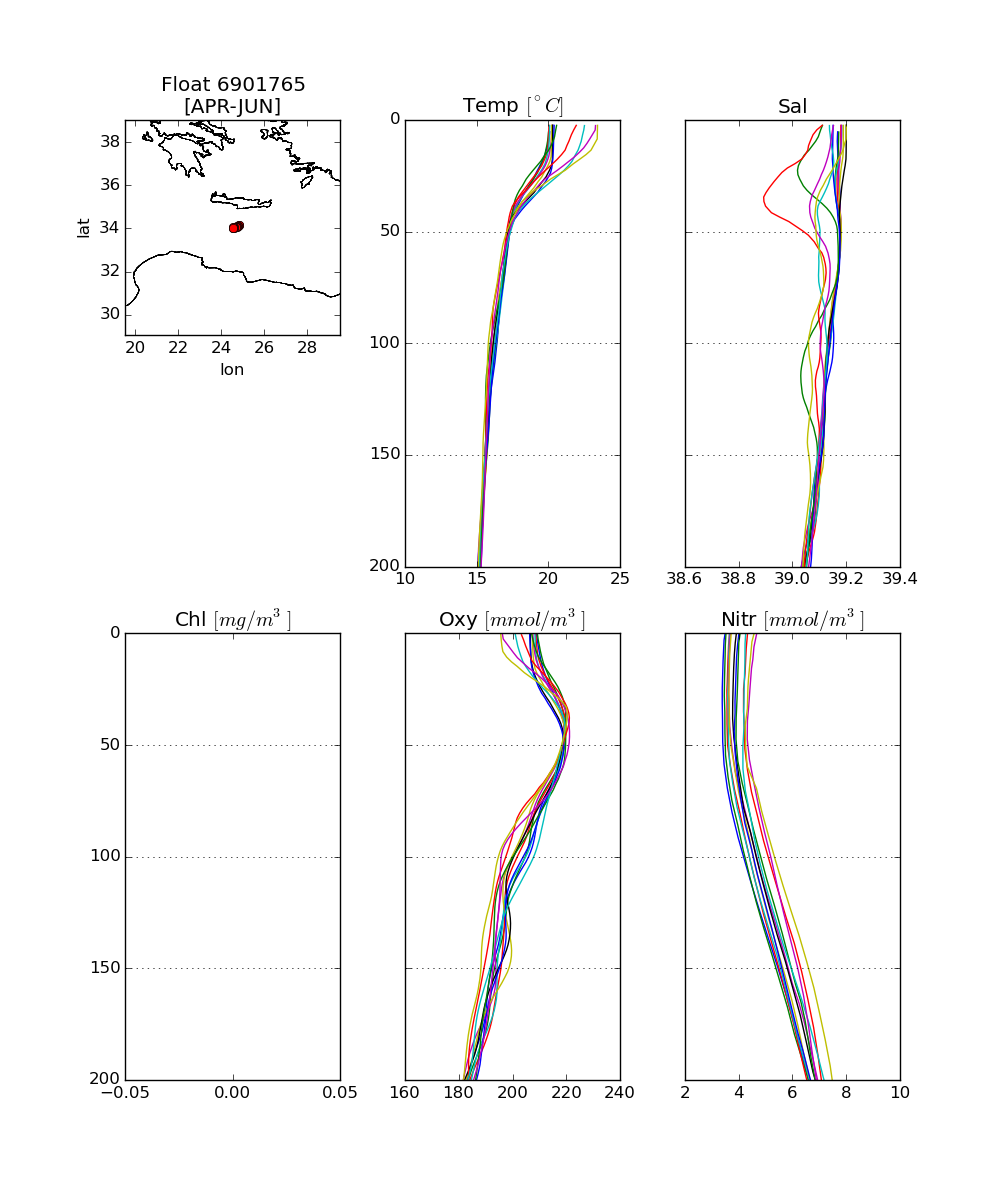 Float 6901765
[APR-JUN]
38
36
34
32
30
lat
20 22 24 26 28
lon
Temp [°C]
0
50
100
150
200
10 15 20 25
Sal
38.6 38.8 39.0 39.2 39.4
Chl [mg/m³]
0
50
100
150
200
−0.05 0.00 0.05
Oxy [mmol/m³]
160 180 200 220 240
Nitr [mmol/m³]
2 4 6 8 10